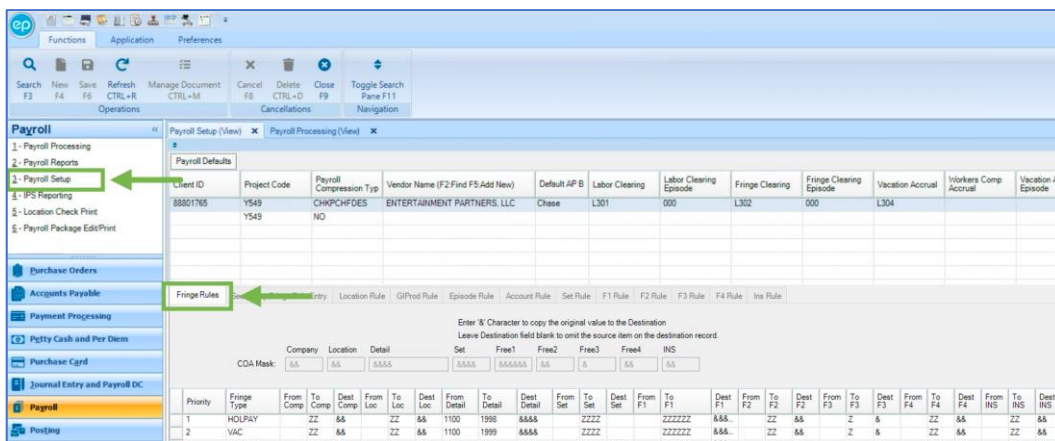 ep
Functions Application Preferences
Search New Save Refresh Manage Document Cancel Delete Close Toggle Search
F3 F4 F6 CTRL+R CTRL+M F8 CTRL+D F9 Pane F11
Operations Cancellations Navigation
Payroll «
1 - Payroll Processing
2 - Payroll Reports
3 - Payroll Setup
4 - IPS Reporting
5 - Location Check Print
6 - Payroll Package Edit/Print
Purchase Orders
Accounts Payable
Payment Processing
Petty Cash and Per Diem
Purchase Card
Journal Entry and Payroll DC
Payroll
Posting
Payroll Setup (View) X Payroll Processing (View) X
Payroll Defaults
Client ID Project Code Payroll Compression Typ Vendor Name (F2:Find F5:Add New) Default AP B Labor Clearing Labor Clearing Episode Fringe Clearing Fringe Clearing Episode Vacation Accrual Workers Comp Accrual Vacation A Episode
88801765 Y549 CHKPCHFDES ENTERTAINMENT PARTNERS, LLC Chase L301 000 L302 000 L304
Y549 NO
Fringe Rules Entry Location Rule GlProd Rule Episode Rule Account Rule Set Rule F1 Rule F2 Rule F3 Rule F4 Rule Ins Rule
Enter '&' Character to copy the original value to the Destination
Leave Destination field blank to omit the source item on the destination record.
Company Location Detail Set Free1 Free2 Free3 Free4 INS
COA Mask: && && &&&& &&&& &&&&&& && & && &&
Priority Fringe Type From Comp To Comp Dest Comp From Loc To Loc Dest Loc From Detail To Detail Dest Detail From Set To Set Dest Set From F1 To F1 Dest F1 From F2 To F2 Dest F2 From F3 To F3 Dest F3 From F4 To F4 Dest F4 From INS To INS Dest INS
1 HOLPAY ZZ && ZZ && 1100 1998 &&&& ZZZZ ZZZZZZ &&&.. ZZ && Z & ZZ && ZZ &&
2 VAC ZZ && ZZ && 1100 1999 &&&& ZZZZ ZZZZZZ &&&.. ZZ && Z & ZZ && ZZ &&